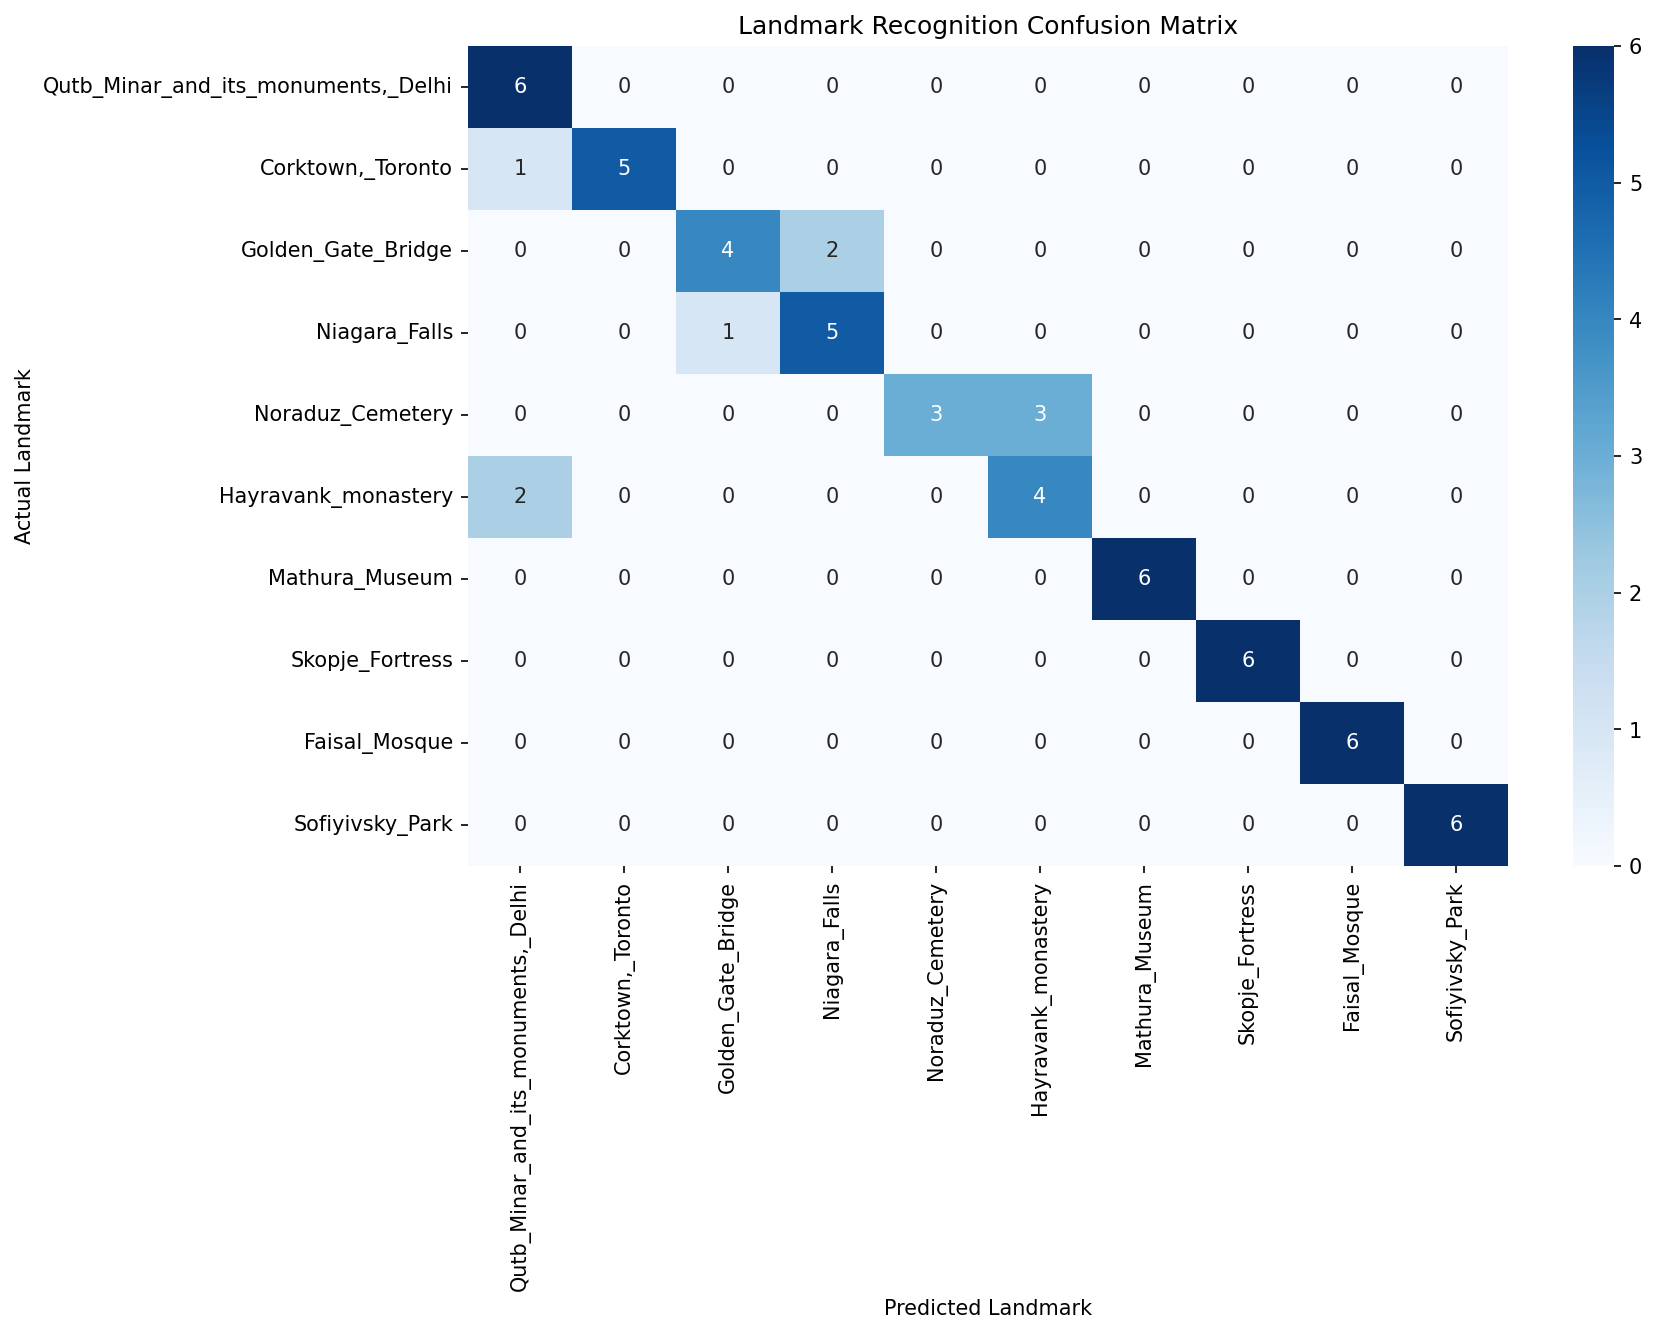 Landmark Recognition Confusion Matrix
Actual Landmark
Qutb_Minar_and_its_monuments,_Delhi 6 0 0 0 0 0 0 0 0 0
Corktown,_Toronto 1 5 0 0 0 0 0 0 0 0
Golden_Gate_Bridge 0 0 4 2 0 0 0 0 0 0
Niagara_Falls 0 0 1 5 0 0 0 0 0 0
Noraduz_Cemetery 0 0 0 0 3 3 0 0 0 0
Hayravank_monastery 2 0 0 0 0 4 0 0 0 0
Mathura_Museum 0 0 0 0 0 0 6 0 0 0
Skopje_Fortress 0 0 0 0 0 0 0 6 0 0
Faisal_Mosque 0 0 0 0 0 0 0 0 6 0
Sofiyivsky_Park 0 0 0 0 0 0 0 0 0 6
Qutb_Minar_and_its_monuments,_Delhi
Corktown,_Toronto
Golden_Gate_Bridge
Niagara_Falls
Noraduz_Cemetery
Hayravank_monastery
Mathura_Museum
Skopje_Fortress
Faisal_Mosque
Sofiyivsky_Park
Predicted Landmark
6
5
4
3
2
1
0